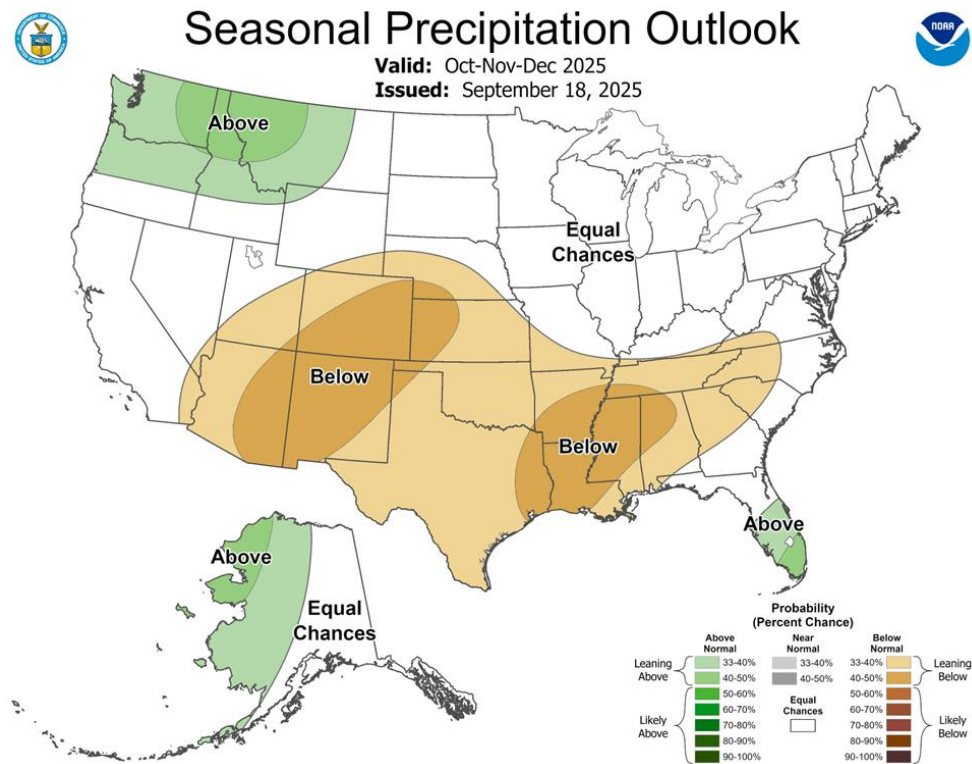 Seasonal Precipitation Outlook
Valid: Oct-Nov-Dec 2025
Issued: September 18, 2025
NOAA
Above
Equal
Chances
Below
Below
Above
Above
Equal
Chances
Probability
(Percent Chance)
Above
Normal
Near
Normal
Below
Normal
Leaning
Above
33-40%
40-50%
50-60%
60-70%
70-80%
80-90%
90-100%
Likely
Above
33-40%
40-50%
Equal
Chances
33-40%
40-50%
50-60%
60-70%
70-80%
80-90%
90-100%
Leaning
Below
Likely
Below